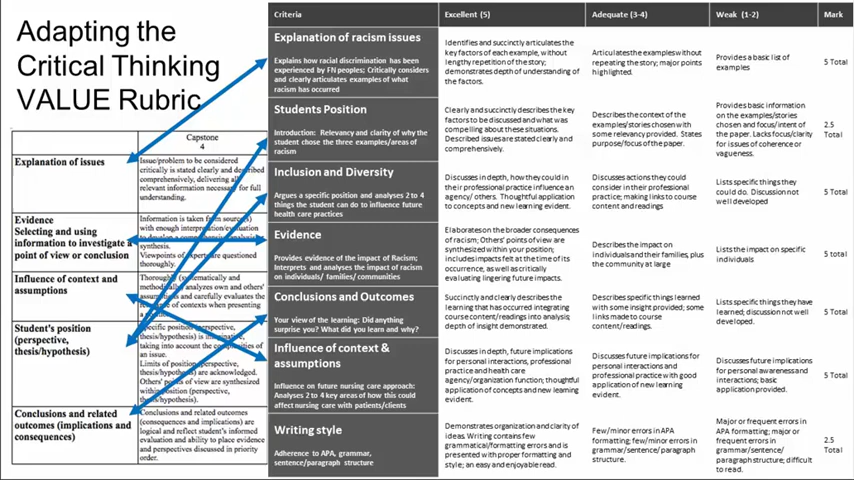 Adapting the
Critical Thinking
VALUE Rubric
Capstone
4
Explanation of issues
Issue/problem to be considered
critically is stated clearly and described
comprehensively, delivering all
relevant information necessary for full
understanding.
Evidence
Selecting and using
information to investigate a
point of view or conclusion
Information is taken from source(s)
with enough interpretation/evaluation
to develop a comprehensive analysis or
synthesis.
Viewpoints of experts are questioned
thoroughly.
Influence of context and
assumptions
Thoroughly (systematically and
methodically) analyzes own and others'
assumptions and carefully evaluates the
relevance of contexts when presenting
a
Student's position
(perspective,
thesis/hypothesis)
Specific position (perspective,
thesis/hypothesis) is imaginative,
taking into account the complexities of
an issue.
Limits of position (perspective,
thesis/hypothesis) are acknowledged.
Others' points of view are synthesized
within position (perspective,
thesis/hypothesis).
Conclusions and related
outcomes (implications and
consequences)
Conclusions and related outcomes
(consequences and implications) are
logical and reflect student's informed
evaluation and ability to place evidence
and perspectives discussed in priority
order.
Criteria
Excellent (5)
Adequate (3-4)
Weak (1-2)
Mark
Explanation of racism issues
Explains how racial discrimination has been
experienced by FN peoples; Critically considers
and clearly articulates examples of what
racism has occurred
Identifies and succinctly articulates the
key factors of each example, without
lengthy repetition of the story;
demonstrates depth of understanding of
the factors.
Articulates the examples without
repeating the story; major points
highlighted.
Provides a basic list of
examples
5 Total
Students Position
Introduction: Relevancy and clarity of why the
student chose the three examples/areas of
racism
Clearly and succinctly describes the key
factors to be discussed and what was
compelling about these situations.
Described issues are stated clearly and
comprehensively.
Describes the context of the
examples/stories chosen with
some relevancy provided. States
purpose/focus of the paper.
Provides basic information
on the examples/stories
chosen and focus/intent of
the paper. Lacks focus/clarity
for issues of coherence or
vagueness.
2.5
Total
Inclusion and Diversity
Argues a specific position and analyses 2 to 4
things the student can do to influence future
health care practices
Discusses in depth, how they could in
their professional practice influence an
agency/ others. Thoughtful application
to concepts and new learning evident.
Discusses actions they could
consider in their professional
practice; making links to course
content and readings
Lists specific things they
could do. Discussion not
well developed
5 Total
Evidence
Provides evidence of the impact of Racism;
Interprets and analyses the impact of racism
on individuals/ families/ communities
Elaborates on the broader consequences
of racism; Others' points of view are
synthesized within your position;
includes impacts felt at the time of its
occurrence, as well as critically
evaluating lingering future impacts.
Describes the impact on
individuals and their families, plus
the community at large
Lists the impact on specific
individuals
5 Total
Conclusions and Outcomes
Your view of the learning: Did anything
surprise you? What did you learn and why?
Succinctly and clearly describes the
learning that has occurred integrating
course content/readings into analysis;
depth of insight demonstrated.
Describes specific things learned
with some insight provided; some
links made to course
content/readings.
Lists specific things they have
learned; discussion not well
developed.
5 Total
Influence of context &
assumptions
Influence on future nursing care approach:
Analyses 2 to 4 key areas of how this could
affect nursing care with patients/clients
Discusses in depth, future implications
for personal interactions, professional
practice and health care
agency/organization function; thoughtful
application of concepts and new learning
evident.
Discusses future implications for
personal interactions and
professional practice with good
application of new learning
evident.
Discusses future implications
for personal awareness and
interactions; basic
application provided.
5 Total
Writing style
Adherence to APA, grammar,
sentence/paragraph structure
Demonstrates organization and clarity of
ideas. Writing contains few
grammatical/formatting errors and is
presented with proper formatting and
style; an easy and enjoyable read.
Few/minor errors in APA
formatting; few/minor errors in
grammar/sentence/paragraph
structure.
Major or frequent errors in
APA formatting; major or
frequent errors in
grammar/sentence/
paragraph structure; difficult
to read.
2.5
Total